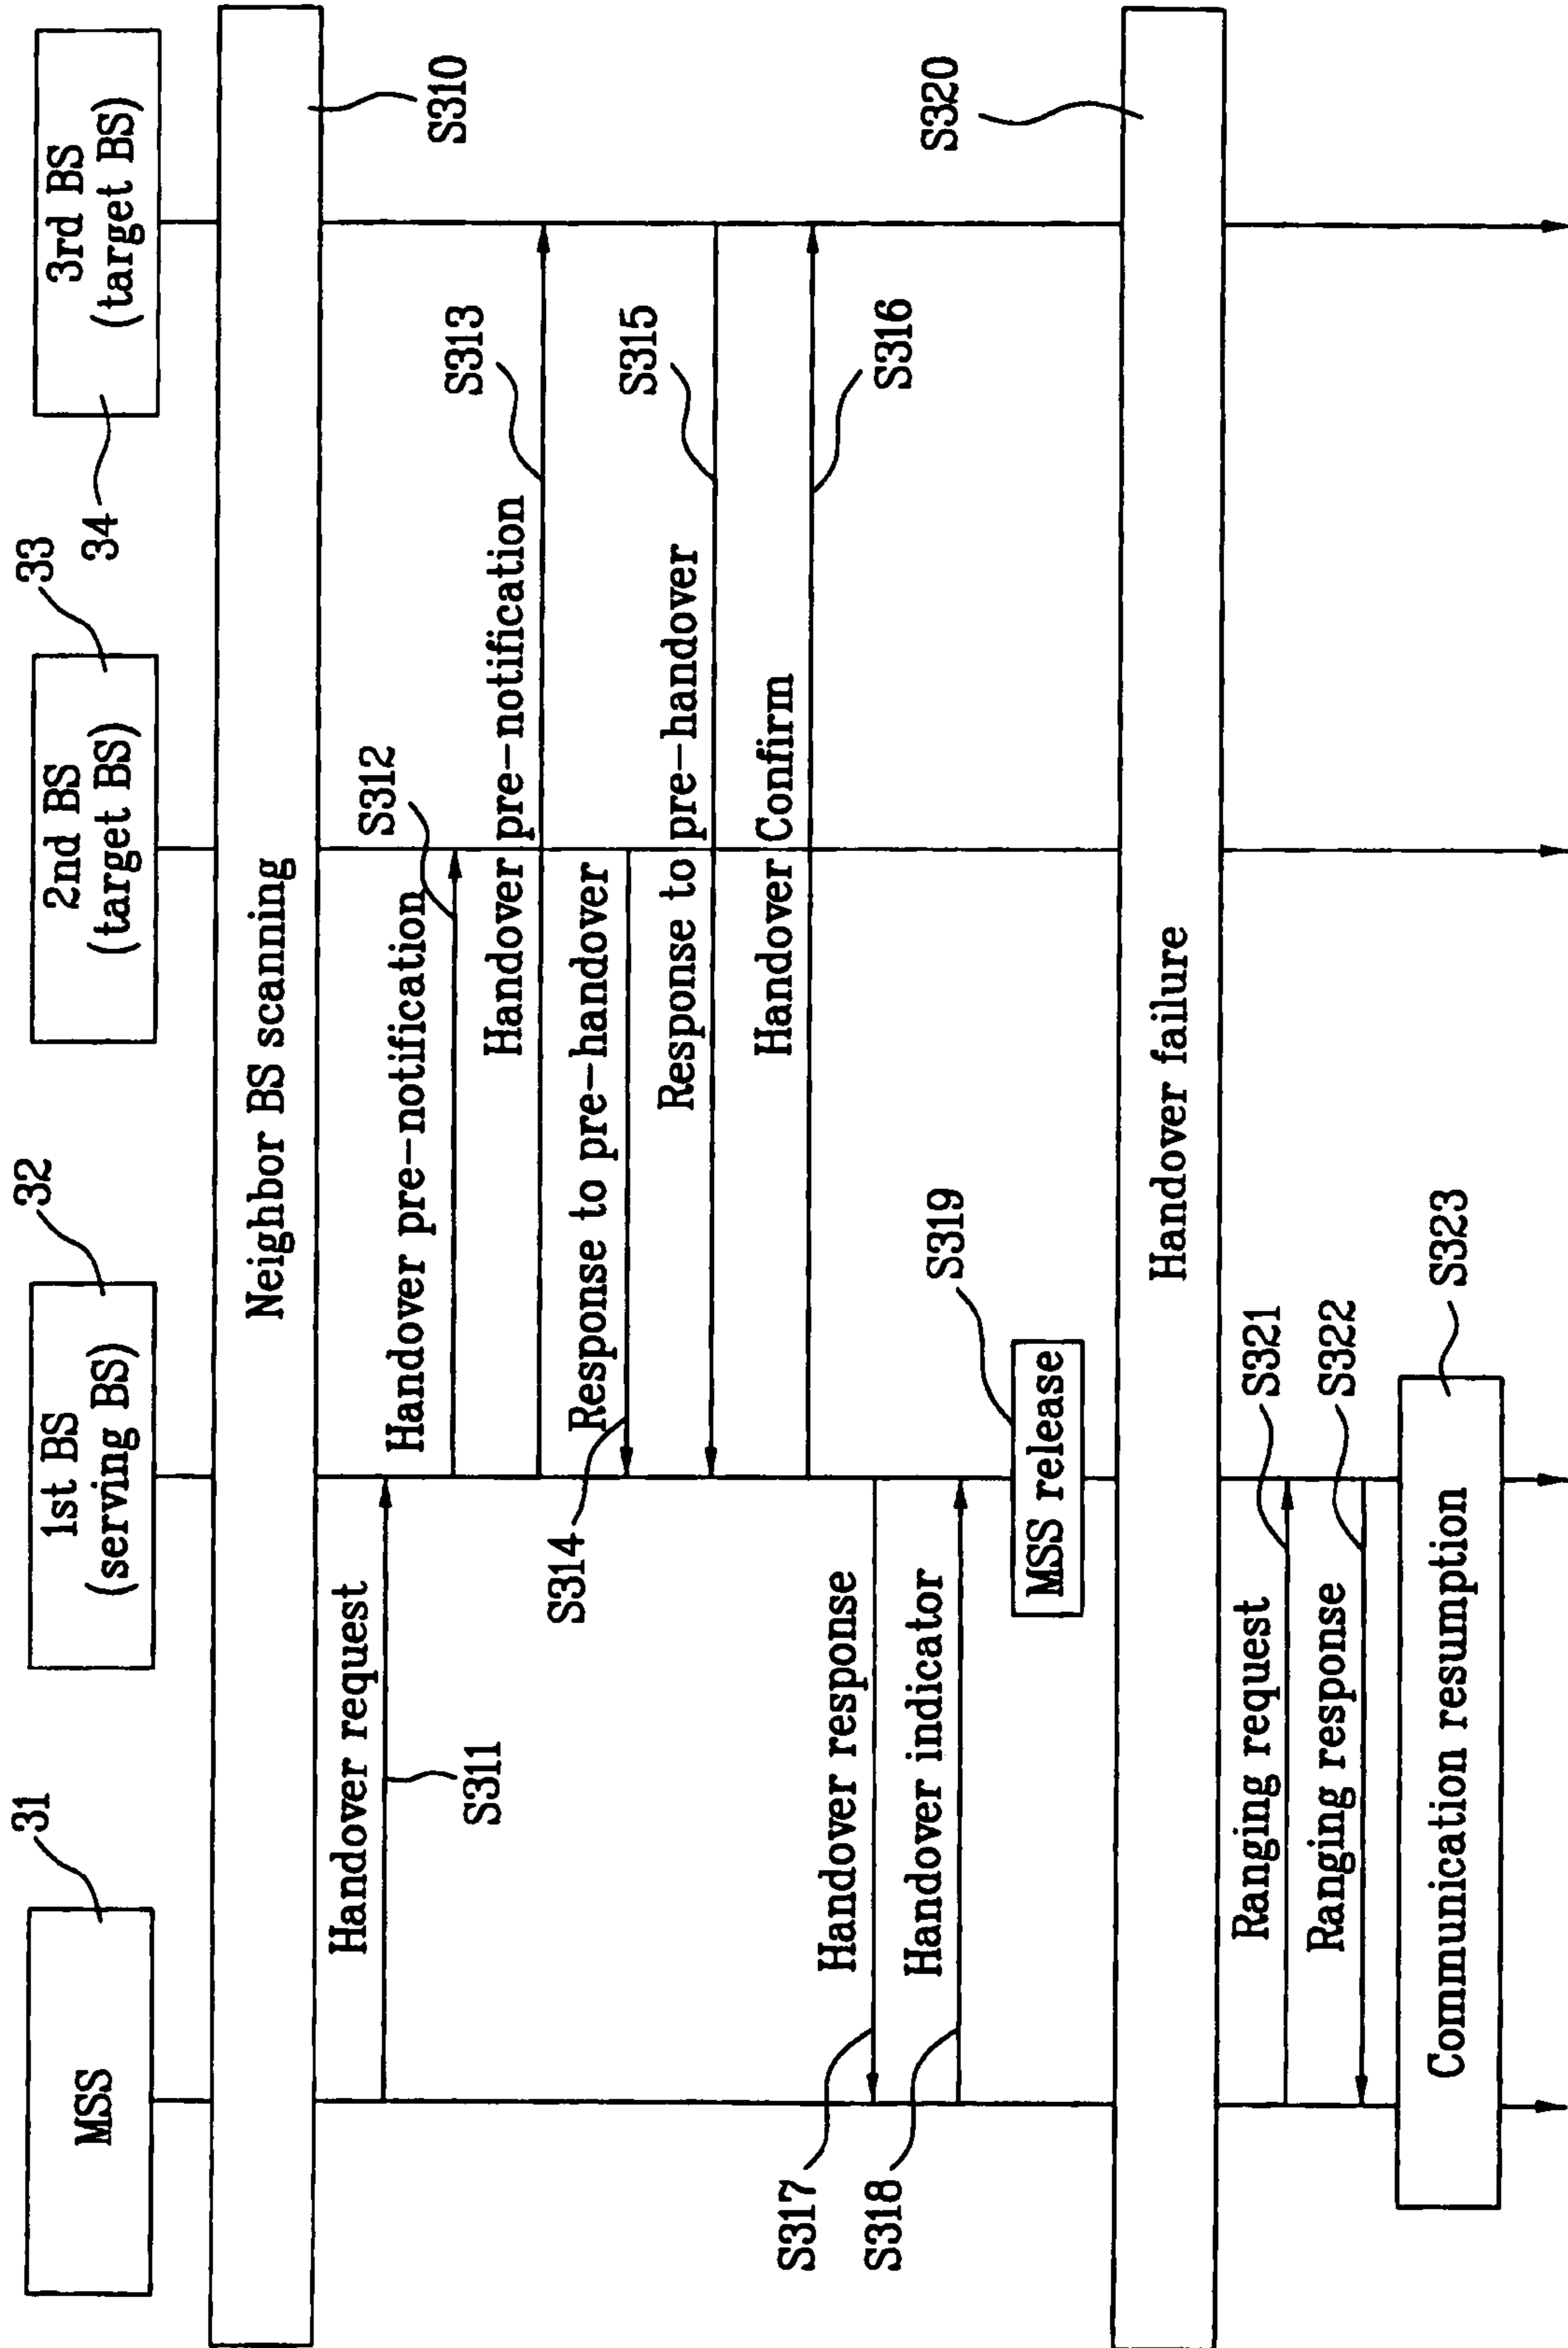 31
MSS
32
1st BS
(serving BS)
33
2nd BS
(target BS)
34
3rd BS
(target BS)
Neighbor BS scanning
S310
Handover request
S311
Handover pre-notification
S312
Handover pre-notification
S313
Response to pre-handover
S314
Response to pre-handover
S315
Handover Confirm
S316
Handover response
S317
Handover indicator
S318
MSS release
S319
Handover failure
S320
Ranging request
S321
Ranging response
S322
Communication resumption
S323